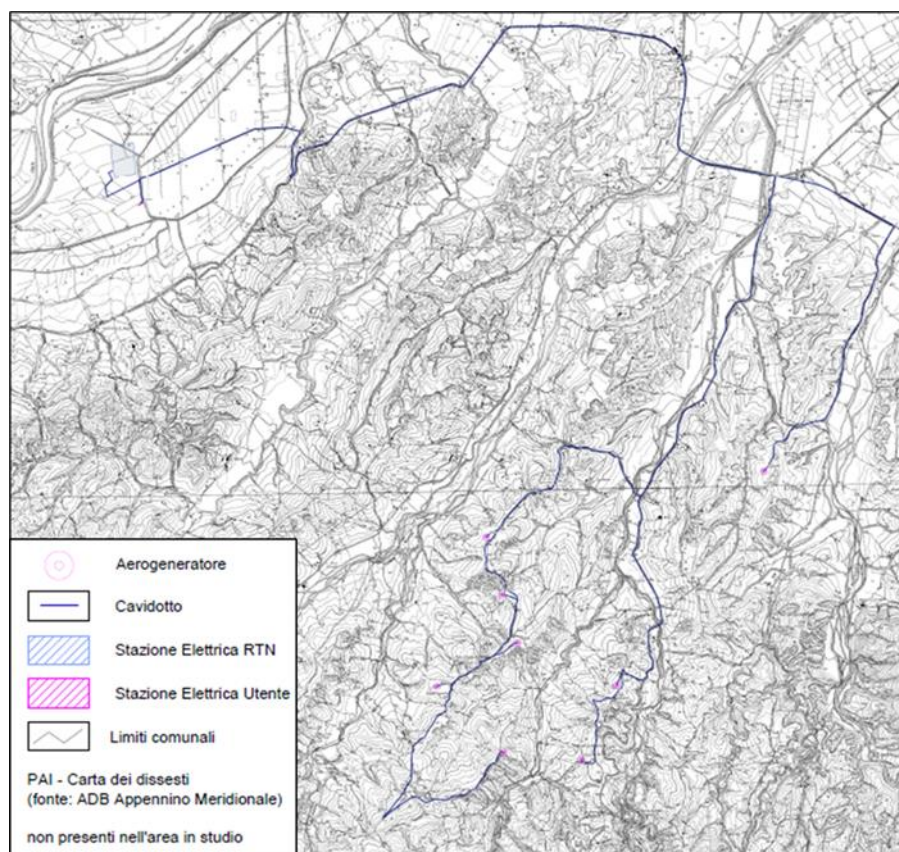 Aerogeneratore
Cavidotto
Stazione Elettrica RTN
Stazione Elettrica Utente
Limiti comunali
PAI - Carta dei dissesti
(fonte: ADB Appennino Meridionale)
non presenti nell'area in studio